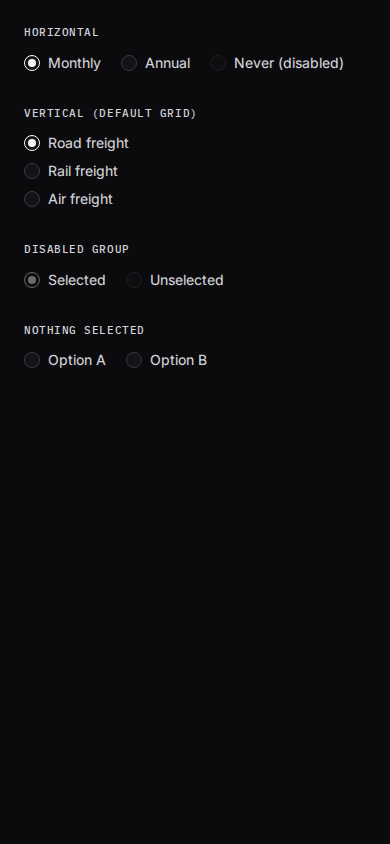 HORIZONTAL
Monthly Annual Never (disabled)
VERTICAL (DEFAULT GRID)
Road freight
Rail freight
Air freight
DISABLED GROUP
Selected Unselected
NOTHING SELECTED
Option A Option B